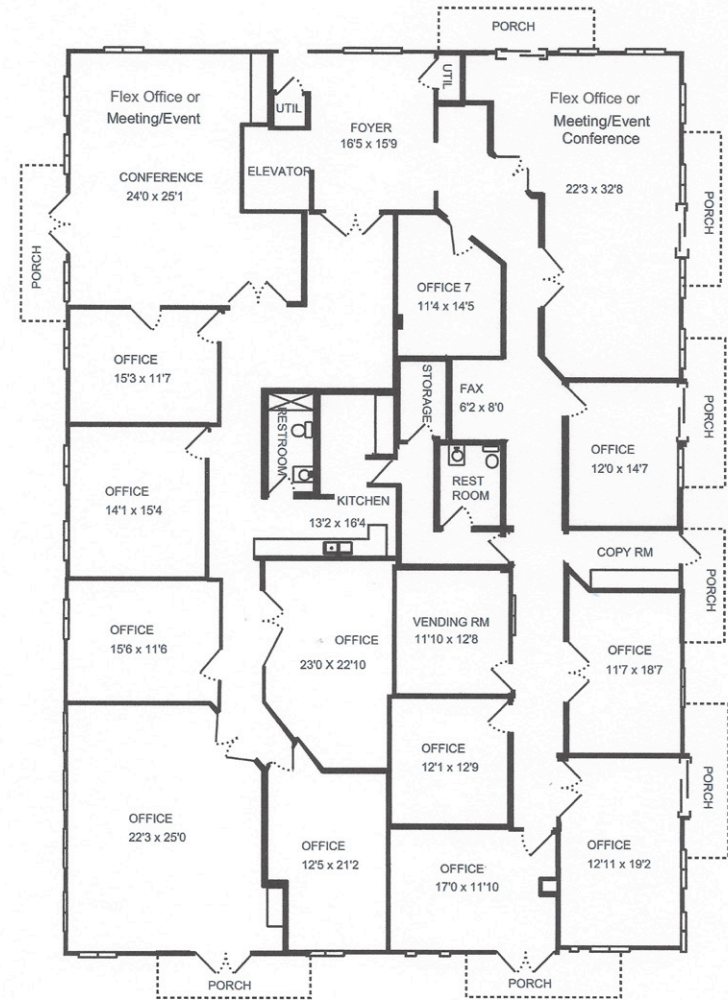 PORCH
Flex Office or
Meeting/Event
UTIL
UTIL
Flex Office or
Meeting/Event
Conference
FOYER
16'5 x 15'9
CONFERENCE
24'0 x 25'1
ELEVATOR
22'3 x 32'8
PORCH
PORCH
OFFICE 7
11'4 x 14'5
OFFICE
15'3 x 11'7
STORAGE
FAX
6'2 x 8'0
PORCH
RESTROOM
OFFICE
12'0 x 14'7
OFFICE
14'1 x 15'4
REST
ROOM
KITCHEN
13'2 x 16'4
COPY RM
PORCH
OFFICE
15'6 x 11'6
OFFICE
23'0 X 22'10
VENDING RM
11'10 x 12'8
OFFICE
11'7 x 18'7
OFFICE
12'1 x 12'9
PORCH
OFFICE
22'3 x 25'0
OFFICE
12'5 x 21'2
OFFICE
17'0 x 11'10
OFFICE
12'11 x 19'2
PORCH
PORCH